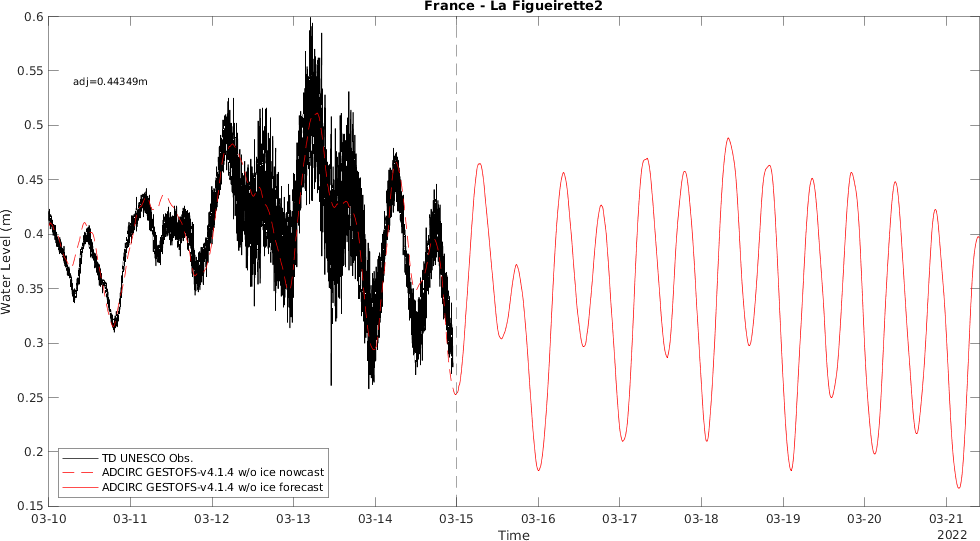 France - La Figueirette2
0.6
0.55
0.5
0.45
0.4
0.35
0.3
0.25
0.2
0.15
Water Level (m)
adj=0.44349m
TD UNESCO Obs.
ADCIRC GESTOFS-v4.1.4 w/o ice nowcast
ADCIRC GESTOFS-v4.1.4 w/o ice forecast
03-10 03-11 03-12 03-13 03-14 03-15 03-16 03-17 03-18 03-19 03-20 03-21
Time
2022